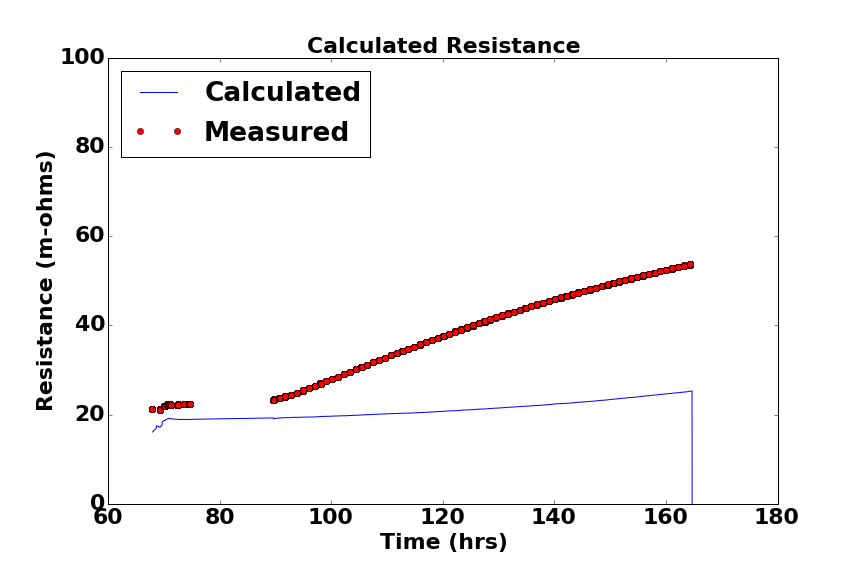 Calculated Resistance
100
80
60
40
20
0
Resistance (m-ohms)
Calculated
Measured
60 80 100 120 140 160 180
Time (hrs)